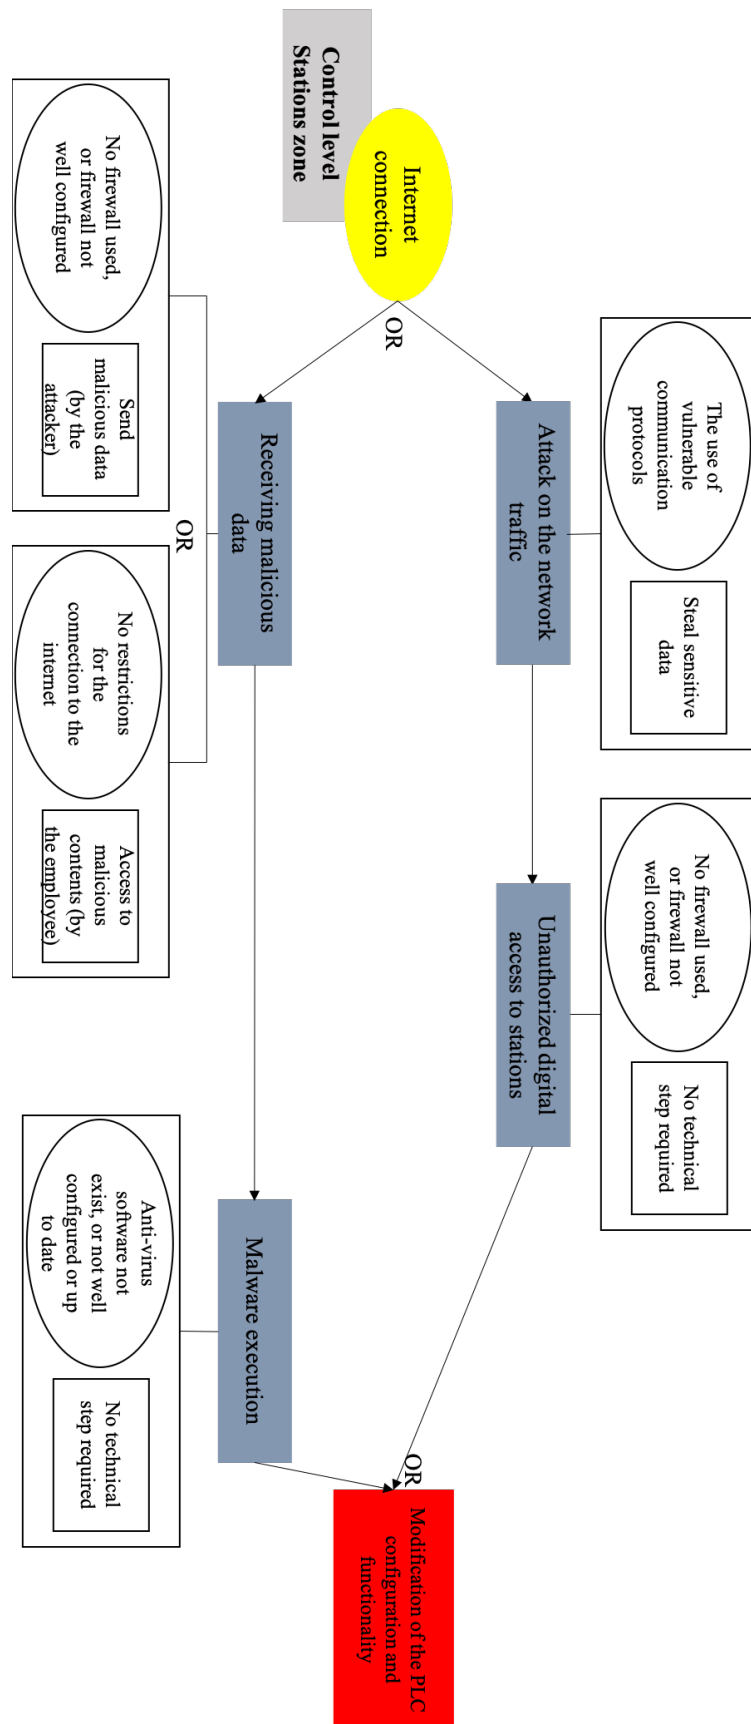 The use of
vulnerable
communication
protocols
Steal sensitive
data
No firewall used,
or firewall not
well configured
No technical
step required
Attack on the network
traffic
Unauthorized digital
access to stations
Internet
connection
Control level
Stations zone
OR
OR
Modification of the PLC
configuration and
functionality
Receiving malicious
data
Malware execution
OR
No firewall used,
or firewall not
well configured
Send
malicious data
(by the
attacker)
No restrictions
for the
connection to the
internet
Access to
malicious
contents (by
the employee)
Anti-virus
software not
exist, or not well
configured or up
to date
No technical
step required